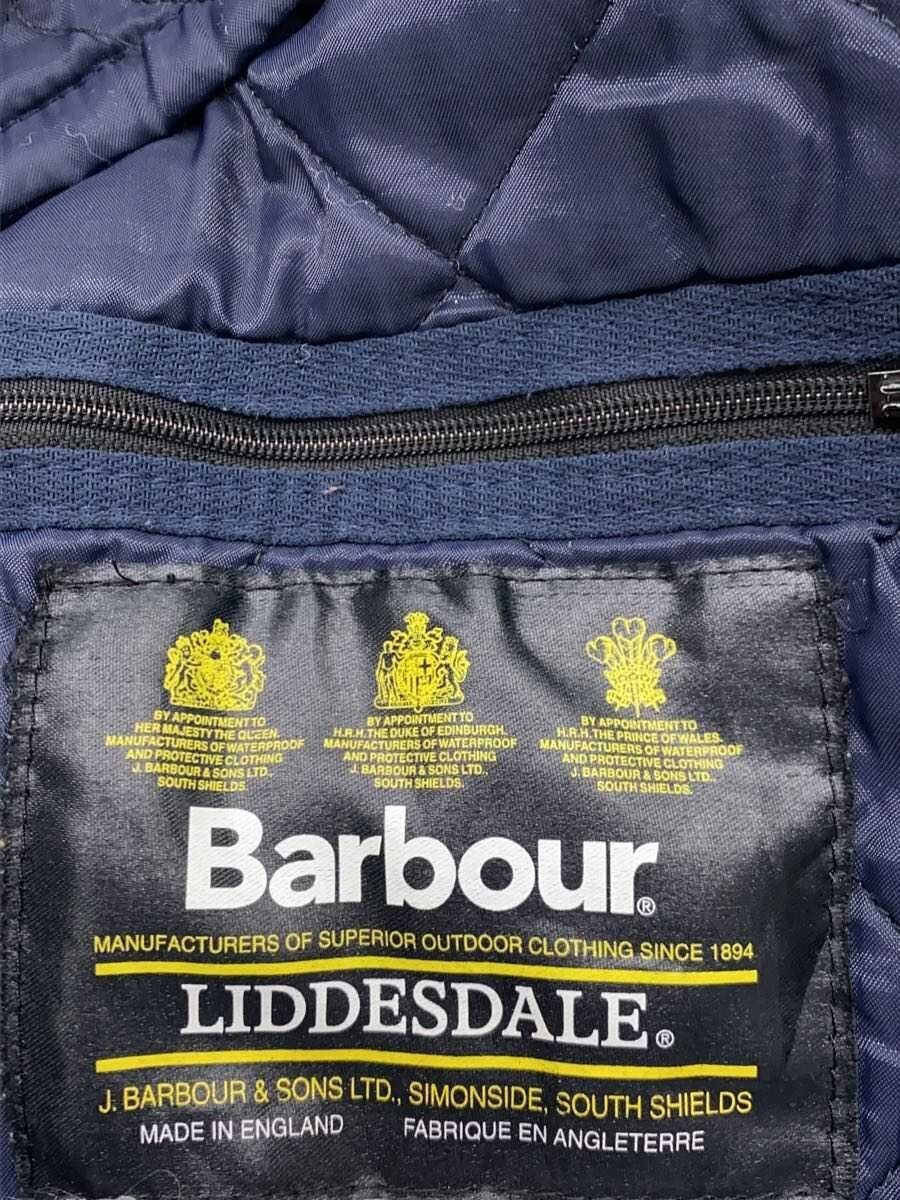 BY APPOINTMENT TO
HER MAJESTY THE QUEEN.
MANUFACTURERS OF WATERPROOF
AND PROTECTIVE CLOTHING
J. BARBOUR & SONS LTD.
SOUTH SHIELDS.
BY APPOINTMENT TO
H.R.H. THE DUKE OF EDINBURGH.
MANUFACTURERS OF WATERPROOF
AND PROTECTIVE CLOTHING
J. BARBOUR & SONS LTD.,
SOUTH SHIELDS.
BY APPOINTMENT TO
H.R.H. THE PRINCE OF WALES.
MANUFACTURERS OF WATERPROOF
AND PROTECTIVE CLOTHING
J. BARBOUR & SONS LTD.,
SOUTH SHIELDS.
Barbour®
MANUFACTURERS OF SUPERIOR OUTDOOR CLOTHING SINCE 1894
LIDDESDALE®
J. BARBOUR & SONS LTD., SIMONSIDE, SOUTH SHIELDS
MADE IN ENGLAND FABRIQUE EN ANGLETERRE